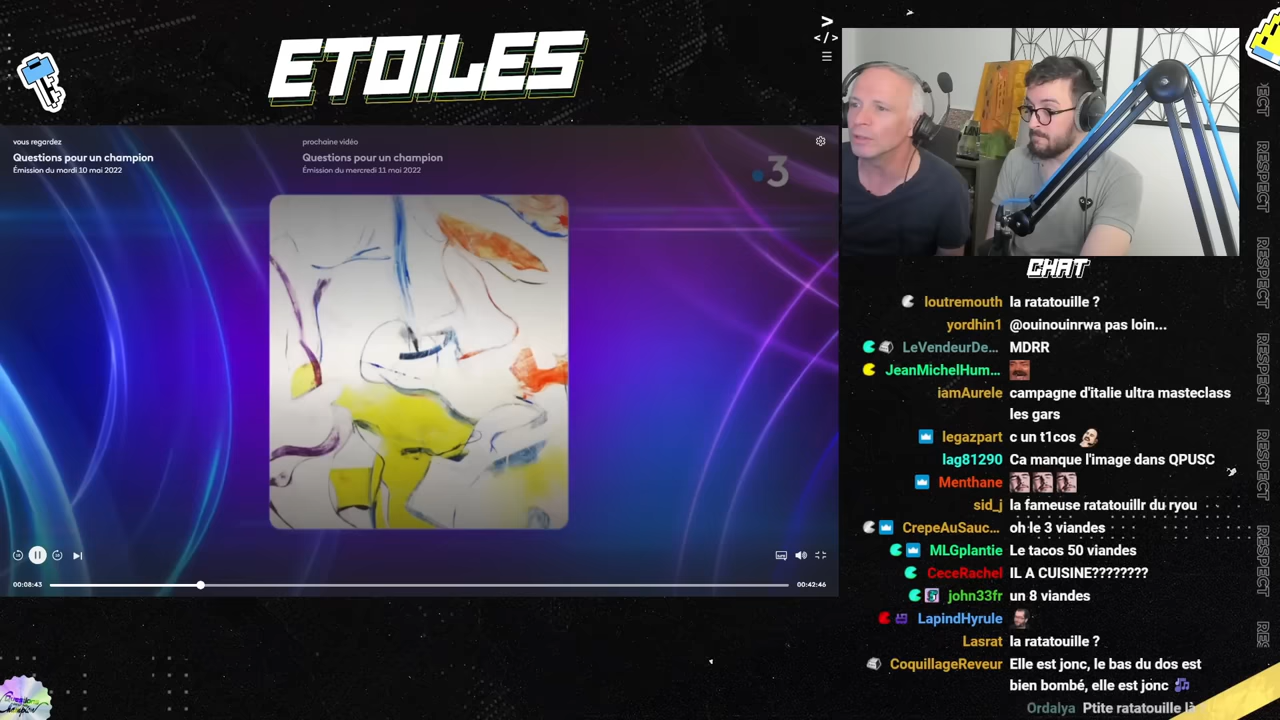 ETOILES
vous regardez
Questions pour un champion
Émission du mardi 10 mai 2022
prochaine vidéo
Questions pour un champion
Émission du mercredi 11 mai 2022
3
00:08:43
00:42:46
CHAT
loutremouth la ratatouille ?
yordhin1 @ouinouinrwa pas loin...
LeVendeurDe... MDRR
JeanMichelHum...
iamAurele campagne d'italie ultra masterclass
les gars
legazpart c un t1cos
lag81290 Ca manque l'image dans QPUSC
Menthane
sid_j la fameuse ratatouillr du ryou
CrepeAuSauc... oh le 3 viandes
MLGplantie Le tacos 50 viandes
CeceRachel IL A CUISINE????????
john33fr un 8 viandes
LapindHyrule
Lasrat la ratatouille ?
CoquillageReveur Elle est jonc, le bas du dos est
bien bombé, elle est jonc
Ordalya Ptite ratatouille là
RESPECT
RESPECT
RESPECT
RESPECT
RESPECT